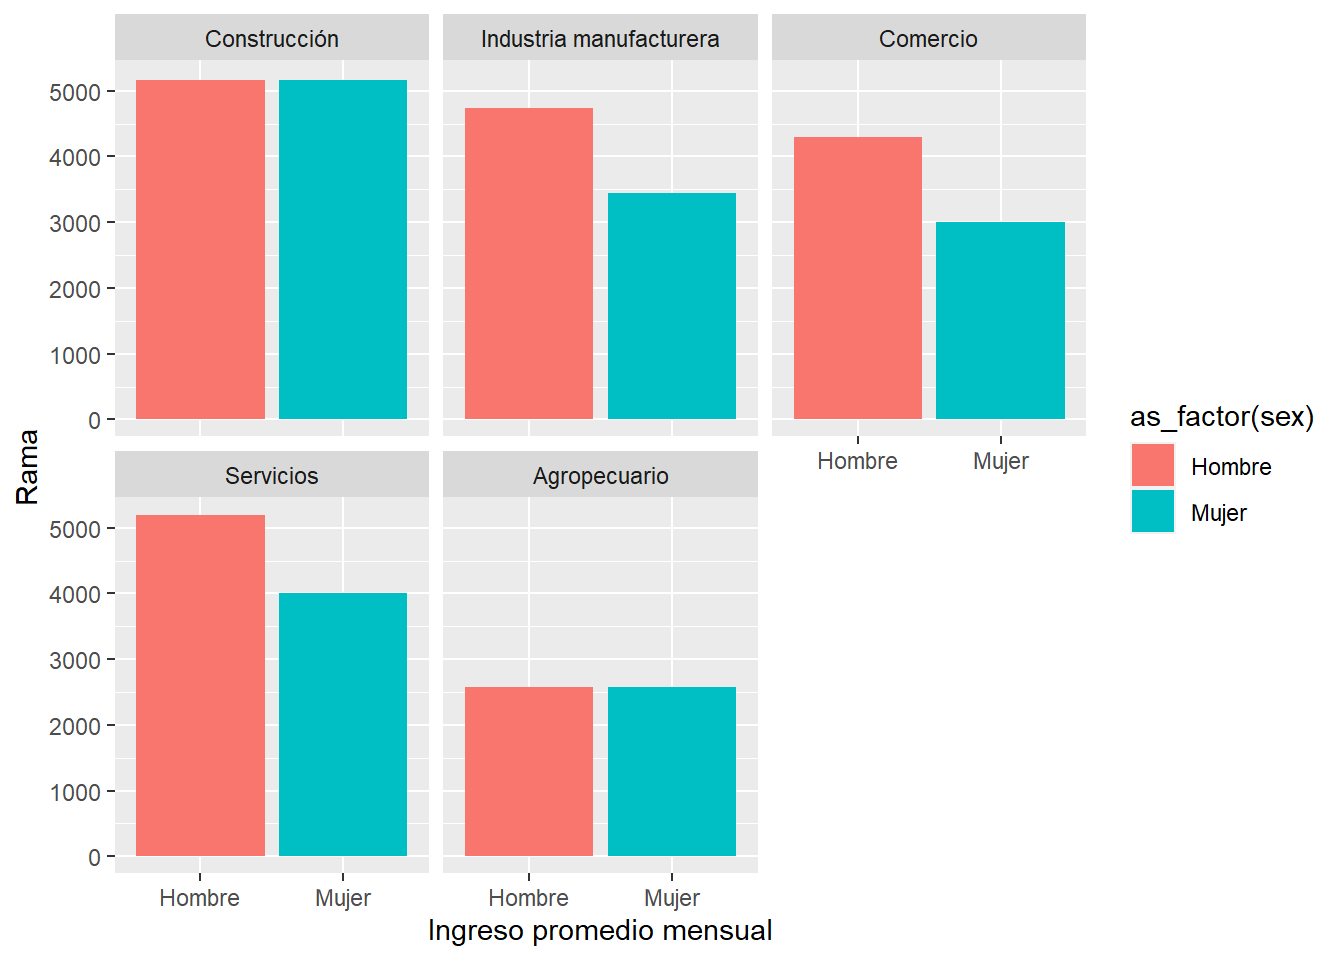 Construcción
Industria manufacturera
Comercio
5000
4000
3000
2000
1000
0
Hombre
Mujer
Rama
Servicios
Agropecuario
5000
4000
3000
2000
1000
0
Hombre
Mujer
Hombre
Mujer
Ingreso promedio mensual
as_factor(sex)
Hombre
Mujer